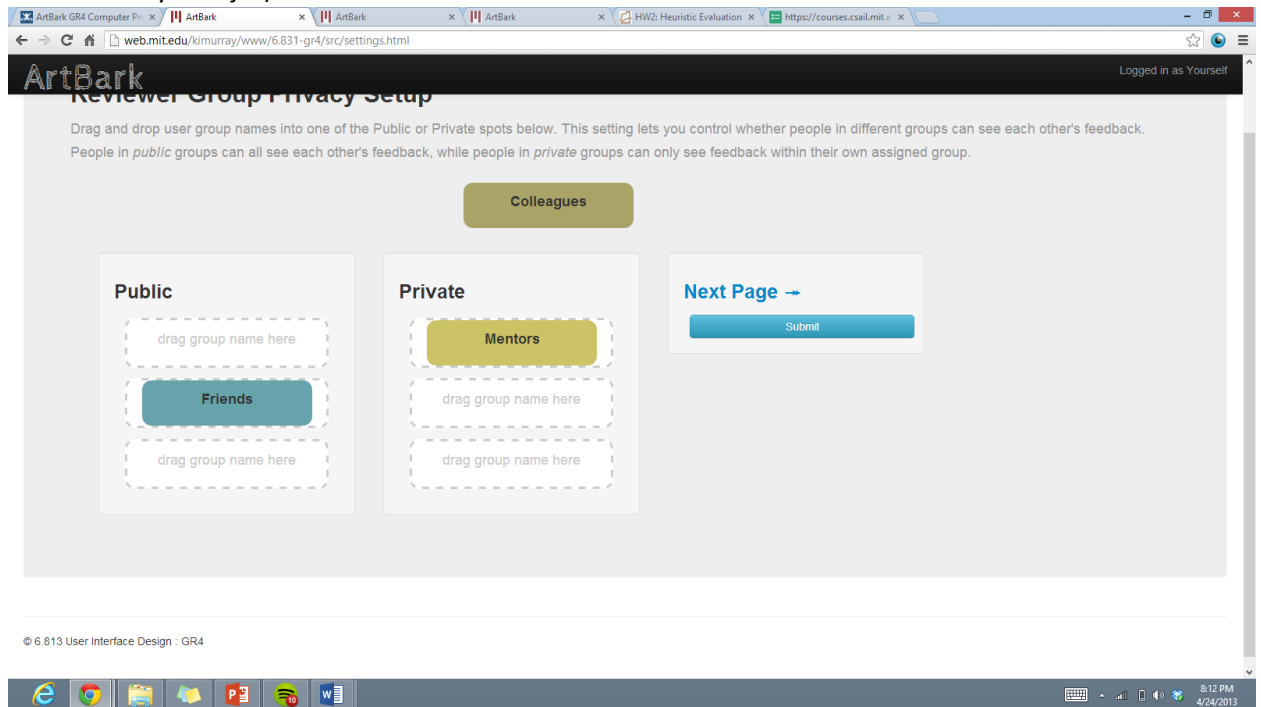 ArtBark GR4 Computer Pr
ArtBark
ArtBark
ArtBark
HW2: Heuristic Evaluation
https://courses.csail.mit.e
web.mit.edu/kimurray/www/6.831-gr4/src/settings.html
ArtBark
Logged in as Yourself
Reviewer Group Privacy Setup
Drag and drop user group names into one of the Public or Private spots below. This setting lets you control whether people in different groups can see each other's feedback.
People in public groups can all see each other's feedback, while people in private groups can only see feedback within their own assigned group.
Colleagues
Public
drag group name here
Friends
drag group name here
Private
Mentors
drag group name here
drag group name here
Next Page →
Submit
© 6.813 User Interface Design : GR4
10
8:12 PM
4/24/2013